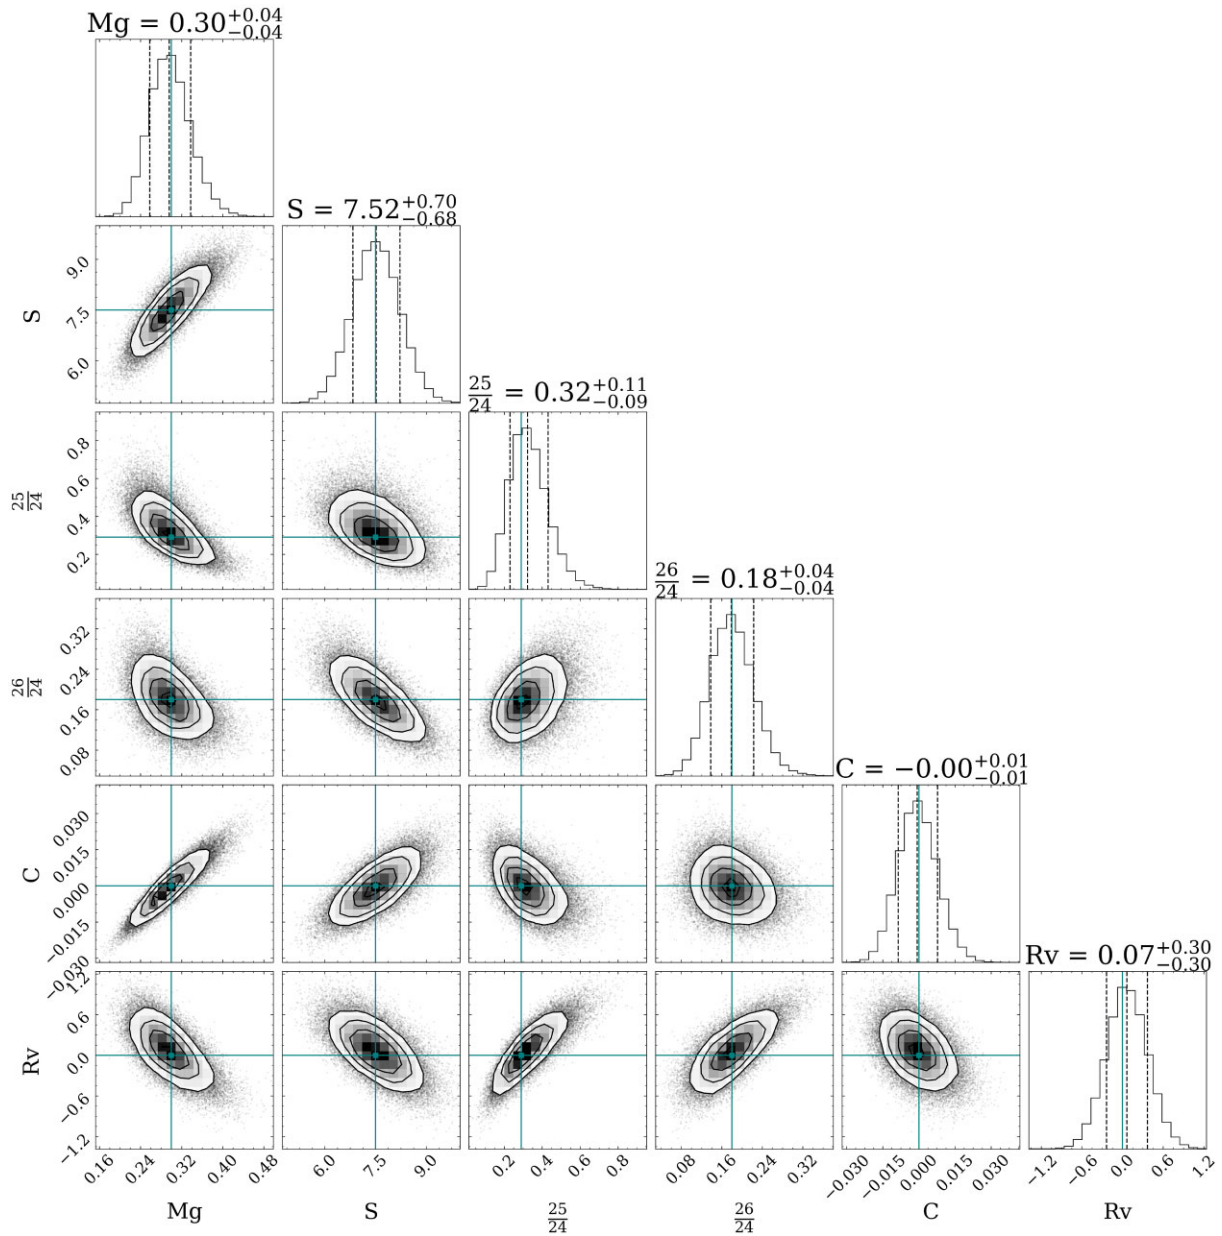 Mg = 0.30^{+0.04}_{-0.04}
S = 7.52^{+0.70}_{-0.68}
S
9.0
7.5
6.0
\frac{25}{24} = 0.32^{+0.11}_{-0.09}
\frac{25}{24}
0.8
0.6
0.4
0.2
\frac{26}{24} = 0.18^{+0.04}_{-0.04}
\frac{26}{24}
0.32
0.24
0.16
0.08
C = −0.00^{+0.01}_{-0.01}
C
0.030
0.015
0.000
−0.015
−0.030
Rv = 0.07^{+0.30}_{-0.30}
Rv
1.2
0.6
0.0
−0.6
−1.2
0.16 0.24 0.32 0.40 0.48
6.0 7.5 9.0
0.2 0.4 0.6 0.8
0.08 0.16 0.24 0.32
−0.030 −0.015 0.000 0.015 0.030
−1.2 −0.6 0.0 0.6 1.2
Mg S \frac{25}{24} \frac{26}{24} C Rv